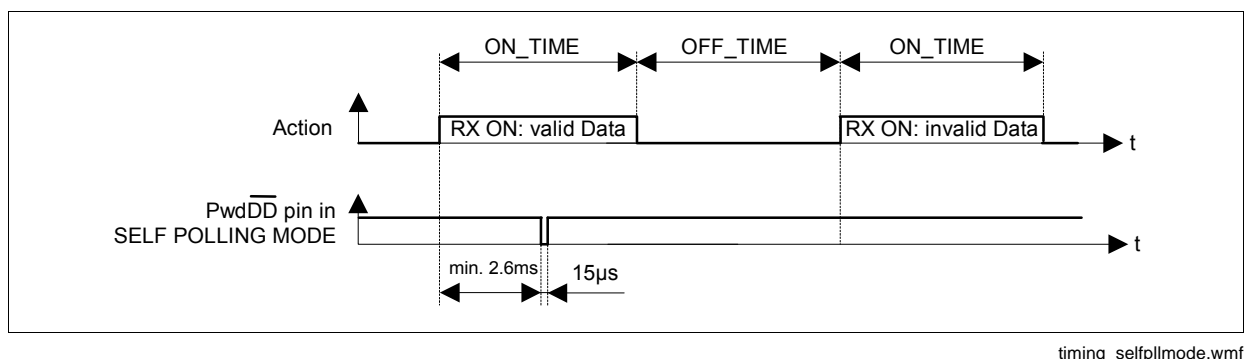 ON_TIME OFF_TIME ON_TIME
Action
RX ON: valid Data
RX ON: invalid Data
t
PwdDD pin in
SELF POLLING MODE
t
min. 2.6ms
15µs
timing_selfpllmode.wmf